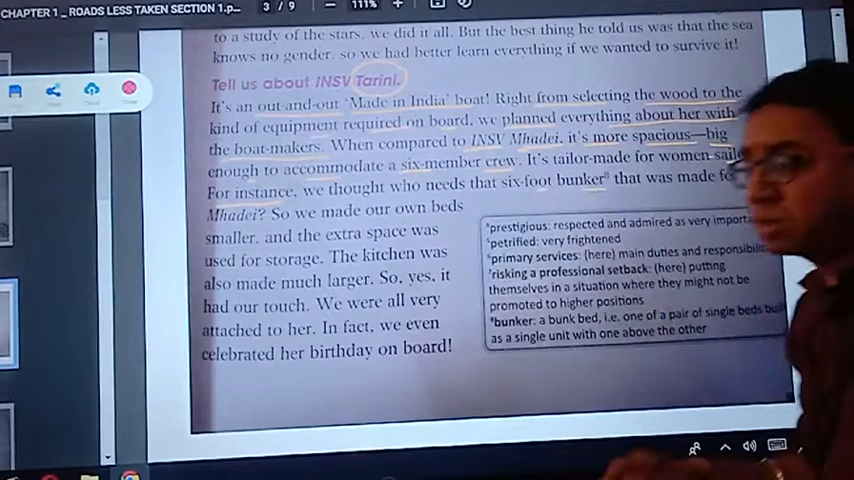 CHAPTER 1 _ ROADS LESS TAKEN SECTION 1.p...
3 / 9
111%
to a study of the stars, we did it all. But the best thing he told us was that the sea
knows no gender, so we had better learn everything if we wanted to survive it!
Tell us about INSV Tarini.
It's an out-and-out 'Made in India' boat! Right from selecting the wood to the
kind of equipment required on board, we planned everything about her with
the boat-makers. When compared to INSV Mhadei, it's more spacious—big
enough to accommodate a six-member crew. It's tailor-made for women
For instance, we thought who needs that six-foot bunker⁸ that was made
Mhadei? So we made our own beds
smaller, and the extra space was
used for storage. The kitchen was
also made much larger. So, yes, it
had our touch. We were all very
attached to her. In fact, we even
celebrated her birthday on board!
prestigious: respected and admired as very
petrified: very frightened
primary services: (here) main duties and
risking a professional setback: (here) putting
themselves in a situation where they might not be
promoted to higher positions
bunker: a bunk bed, i.e. one of a pair of single beds
as a single unit with one above the other